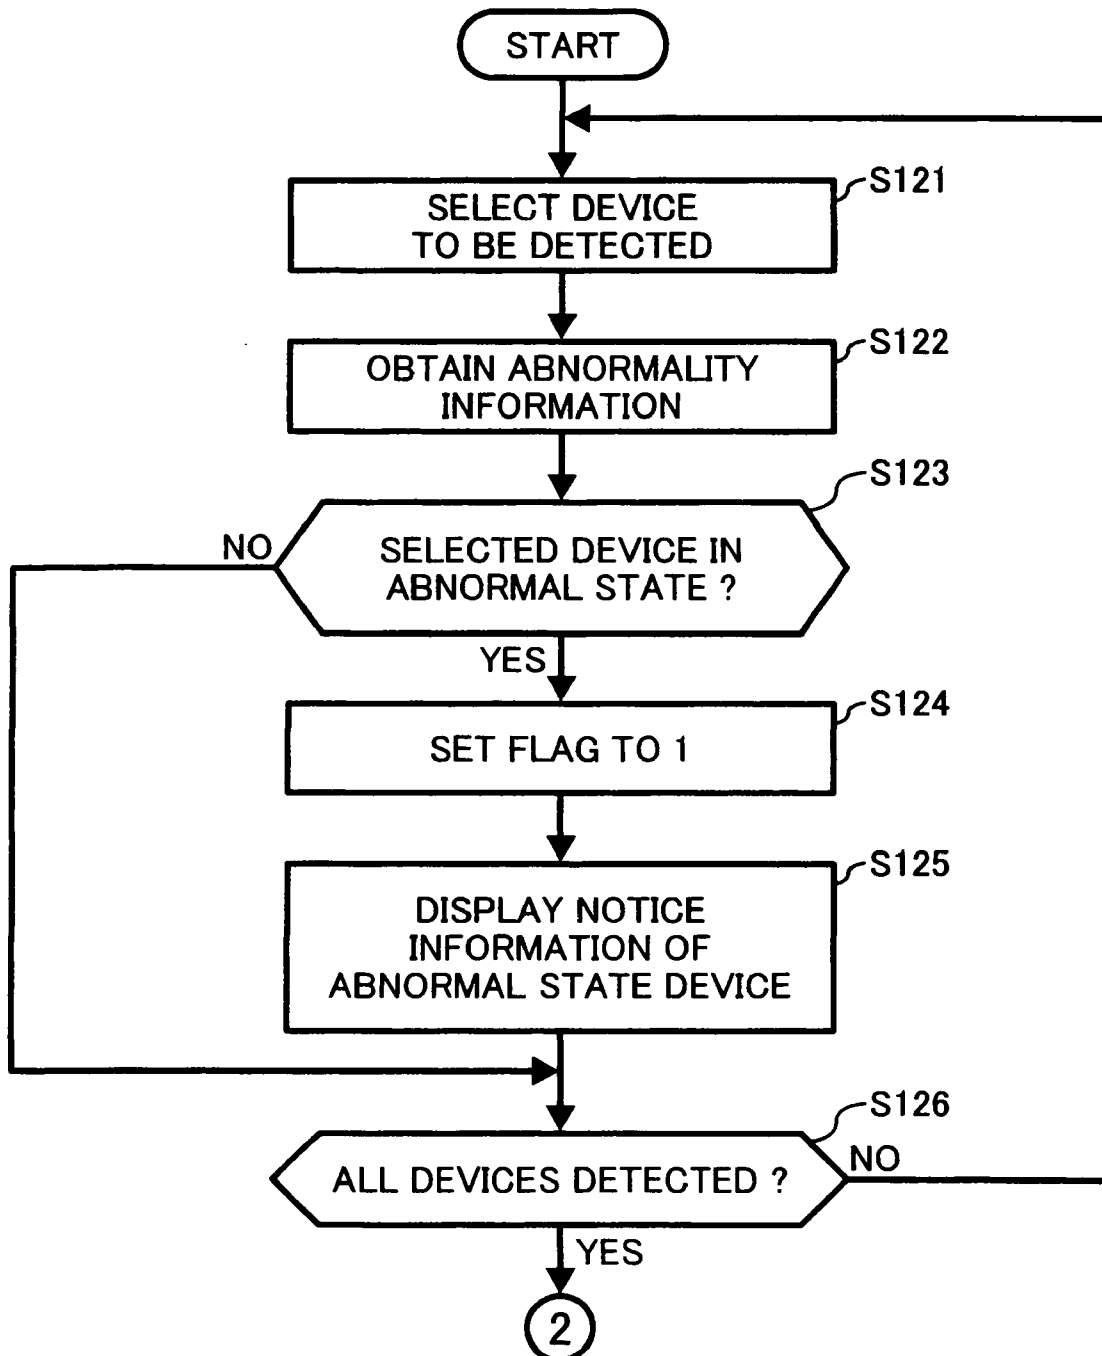 START
S121
SELECT DEVICE
TO BE DETECTED
S122
OBTAIN ABNORMALITY
INFORMATION
S123
NO
SELECTED DEVICE IN
ABNORMAL STATE ?
YES
S124
SET FLAG TO 1
S125
DISPLAY NOTICE
INFORMATION OF
ABNORMAL STATE DEVICE
S126
ALL DEVICES DETECTED ?
NO
YES
2